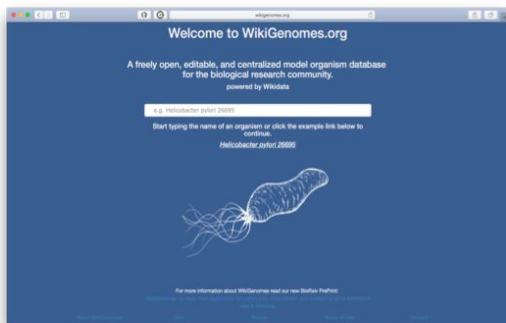 wikigenomes.org
Welcome to WikiGenomes.org
A freely open, editable, and centralized model organism database
for the biological research community.
powered by Wikidata
e.g. Helicobacter pylori 26695
Start typing the name of an organism or click the example link below to
continue.
Helicobacter pylori 26695
For more information about WikiGenomes read our new BioRxiv PrePrint: